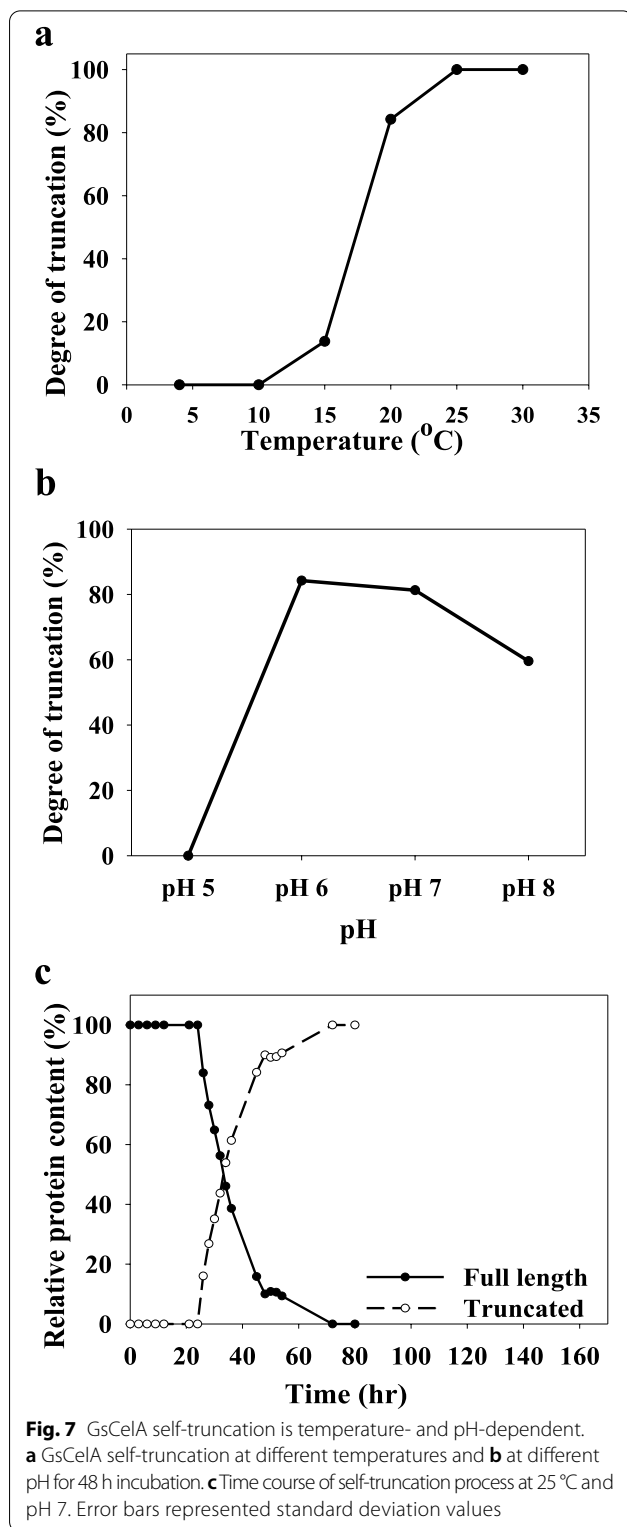 a
Degree of truncation (%)
100
80
60
40
20
0
0 5 10 15 20 25 30 35
Temperature (°C)
b
Degree of truncation (%)
100
80
60
40
20
0
pH 5 pH 6 pH 7 pH 8
pH
c
Relative protein content (%)
100
80
60
40
20
0
Full length
Truncated
0 20 40 60 80 100 120 140 160
Time (hr)
Fig. 7 GsCelA self-truncation is temperature- and pH-dependent.
a GsCelA self-truncation at different temperatures and b at different
pH for 48 h incubation. c Time course of self-truncation process at 25 °C and
pH 7. Error bars represented standard deviation values